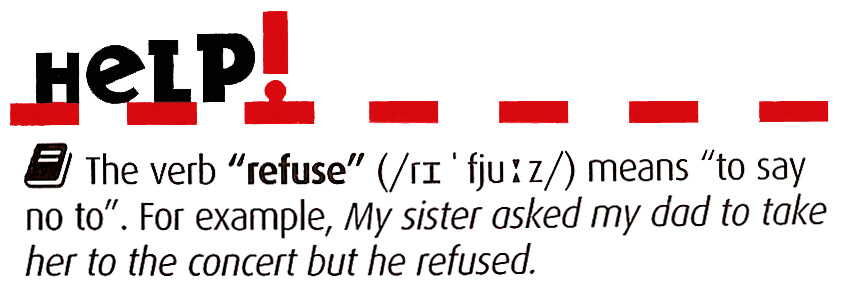 HeLP!
The verb “refuse” (/rɪˈfjuːz/) means “to say
no to”. For example, My sister asked my dad to take
her to the concert but he refused.